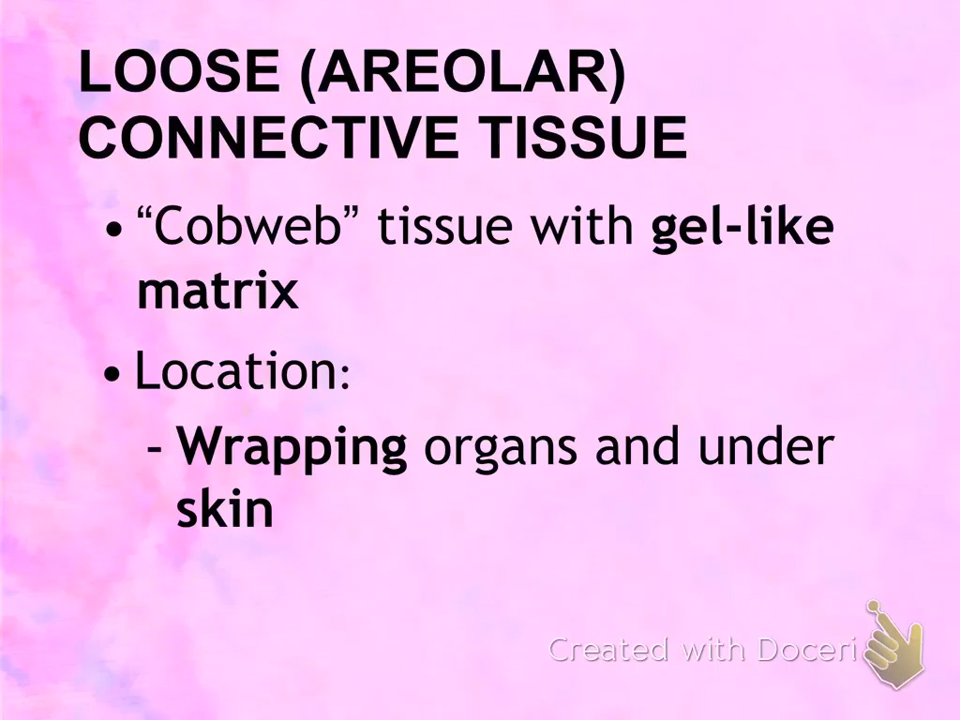 LOOSE (AREOLAR)
CONNECTIVE TISSUE
• “Cobweb” tissue with gel-like
matrix
• Location:
– Wrapping organs and under
skin
Created with Doceri